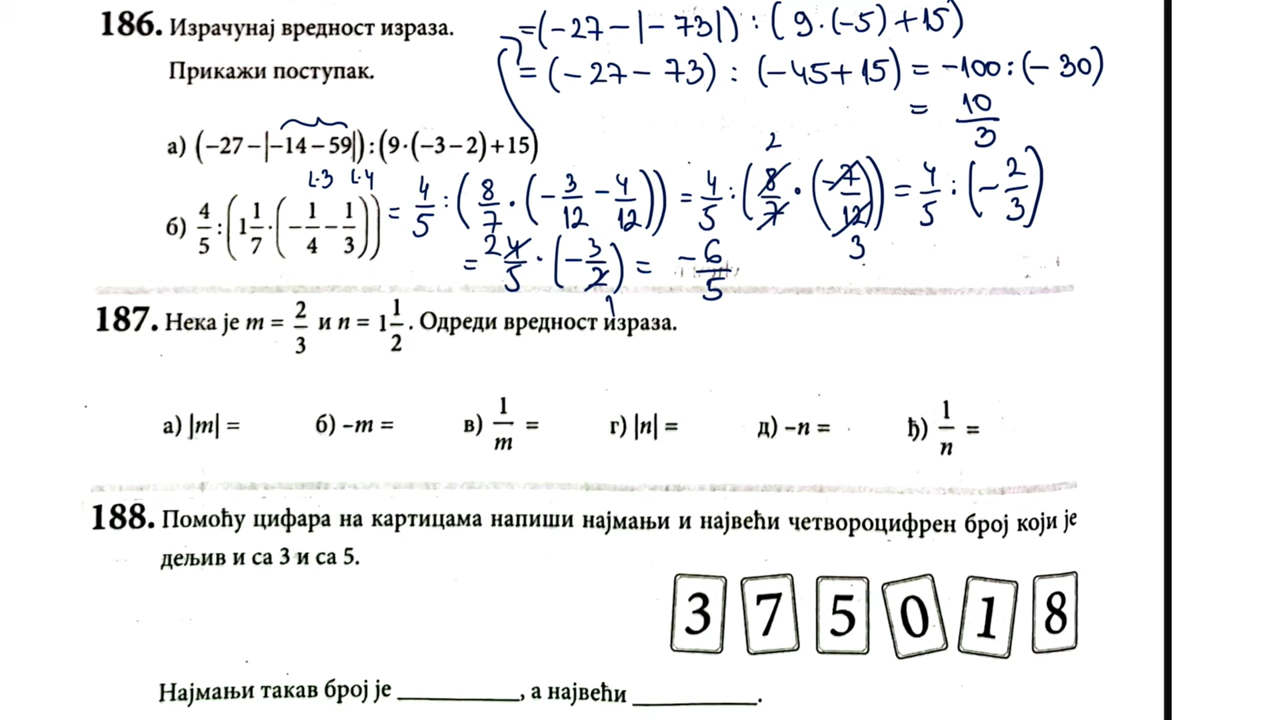 186. Израчунај вредност израза.
Прикажи поступак.
= (-27 - |-73|) : (9 · (-5) + 15)
= (-27 - 73) : (-45 + 15) = -100 : (-30)
= 10/3
а) (-27 - |-14 - 59|) : (9 · (-3 - 2) + 15)
б) 4/5 : (1 1/7 · (-1/4 - 1/3)) = 4/5 : (8/7 · (-3/12 - 4/12)) = 4/5 : (8/7 · (-7/12)) = 4/5 : (-2/3)
= 4/5 · (-3/2) = -6/5
187. Нека је m = 2/3 и n = 1 1/2. Одреди вредност израза.
а) |m| = б) -m = в) 1/m = г) |n| = д) -n = ђ) 1/n =
188. Помоћу цифара на картицама напиши најмањи и највећи четвороцифрен број који је
дељив и са 3 и са 5.
3 7 5 0 1 8
Најмањи такав број је __________, а највећи __________.